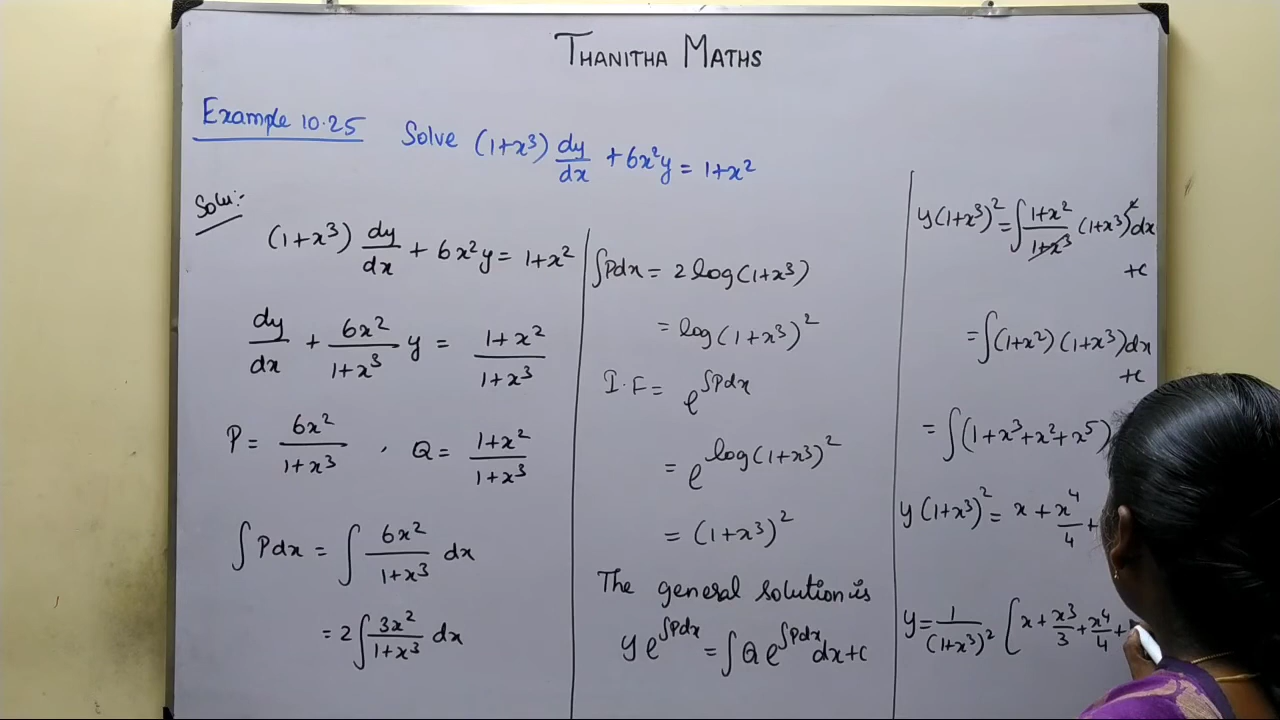 THANITHA MATHS
Example 10.25 Solve (1+x³) dy/dx + 6x²y = 1+x²
Solu:-
(1+x³) dy/dx + 6x²y = 1+x²
dy/dx + 6x²/1+x³ y = 1+x²/1+x³
P = 6x²/1+x³ , Q = 1+x²/1+x³
∫Pdx = ∫ 6x²/1+x³ dx
= 2∫ 3x²/1+x³ dx
∫Pdx = 2 log(1+x³)
= log(1+x³)²
I.F = e^∫Pdx
= e^log(1+x³)²
= (1+x³)²
The general solution is
y e^∫Pdx = ∫Q e^∫Pdx dx+c
y(1+x³)² = ∫ 1+x²/1+x³ (1+x³)² dx
+c
= ∫(1+x²)(1+x³)dx
+c
= ∫(1+x³+x²+x⁵)
y(1+x³)² = x + x⁴/4 +
y = 1/(1+x³)² [x + x³/3 + x⁴/4 +